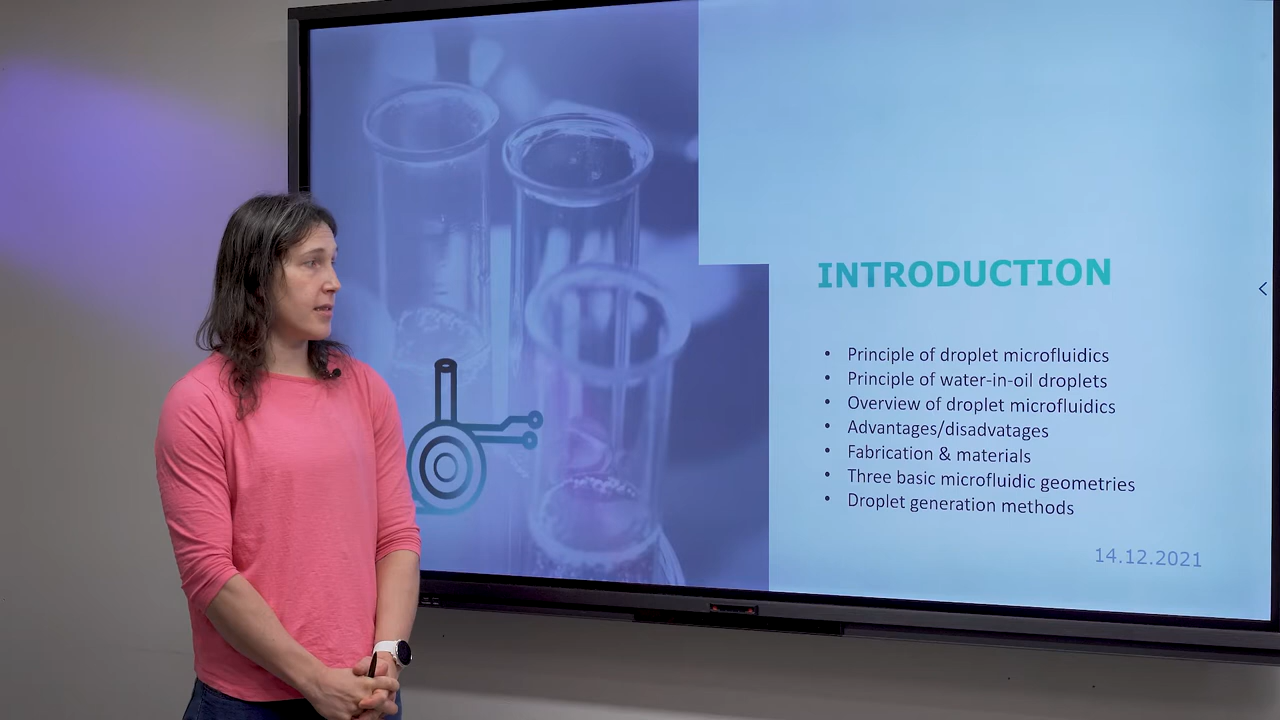 INTRODUCTION
• Principle of droplet microfluidics
• Principle of water-in-oil droplets
• Overview of droplet microfluidics
• Advantages/disadvatages
• Fabrication & materials
• Three basic microfluidic geometries
• Droplet generation methods
14.12.2021